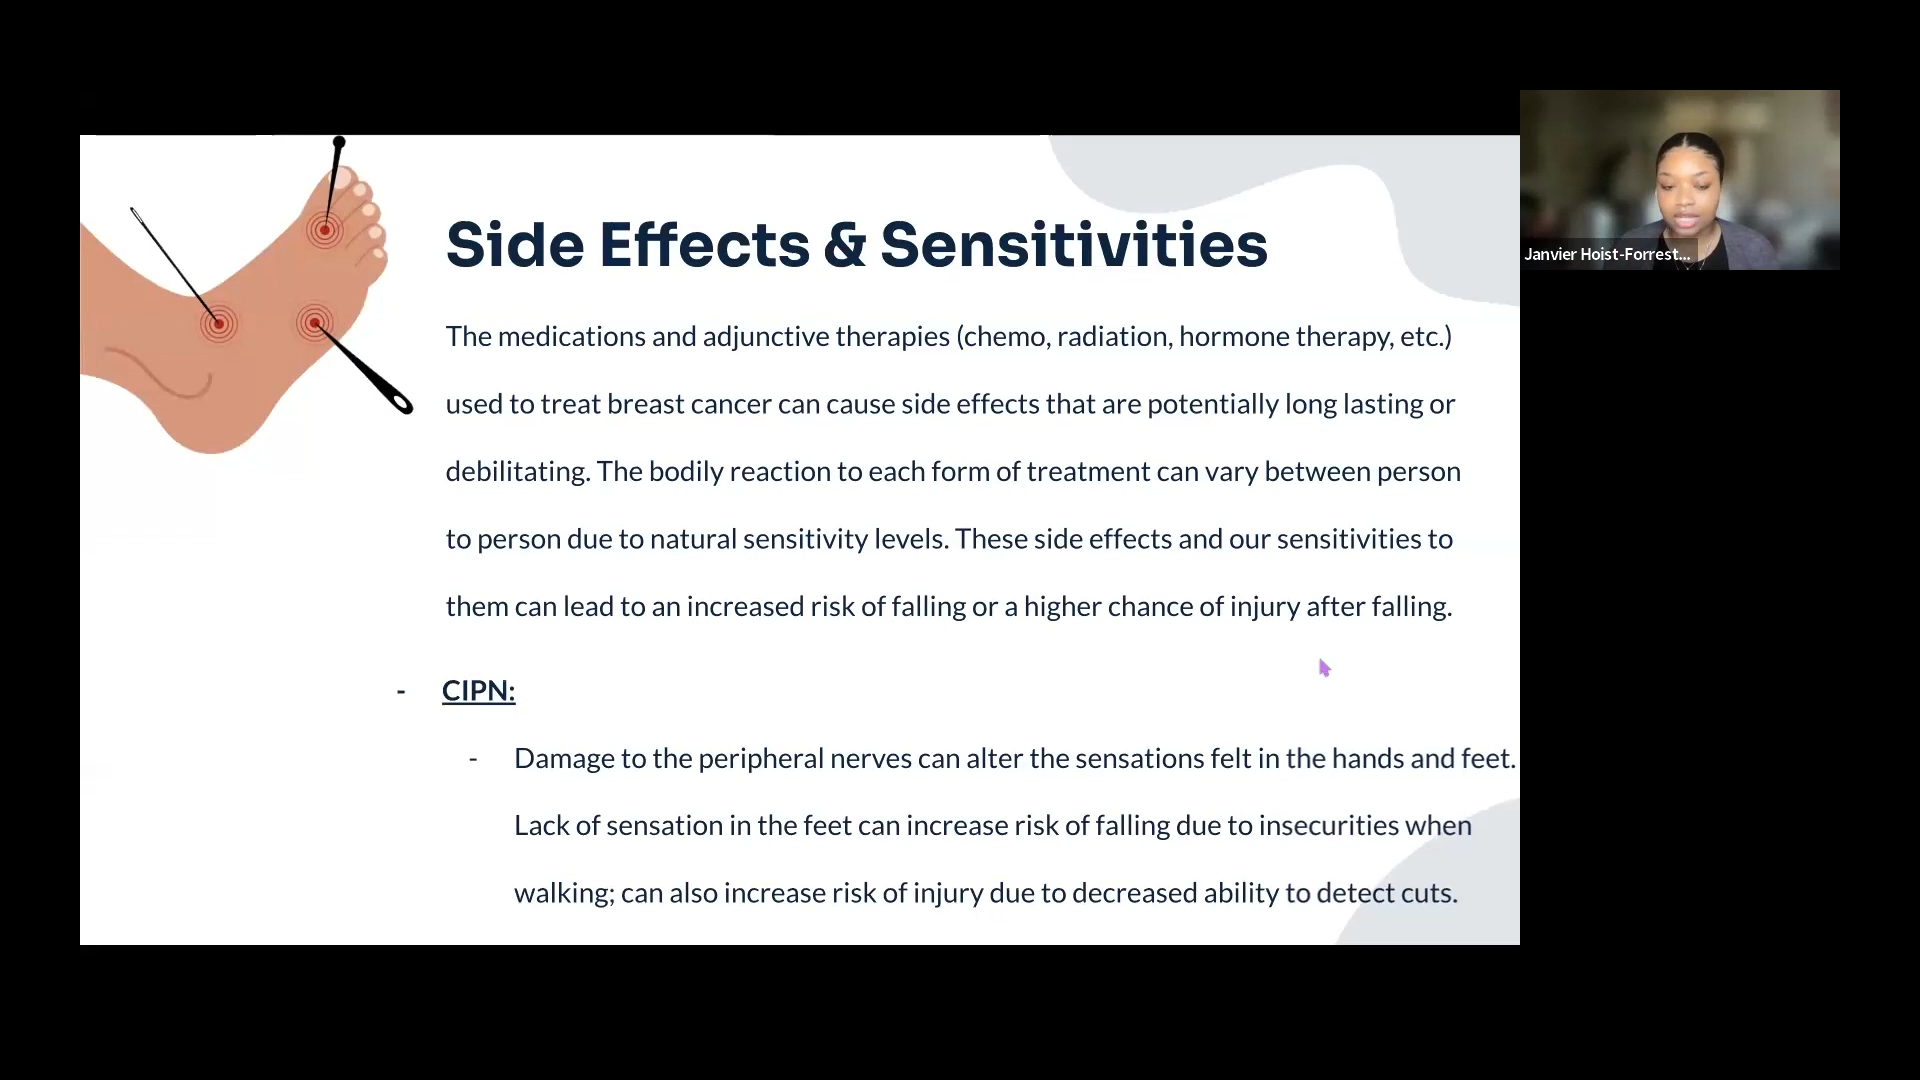 Side Effects & Sensitivities
The medications and adjunctive therapies (chemo, radiation, hormone therapy, etc.)
used to treat breast cancer can cause side effects that are potentially long lasting or
debilitating. The bodily reaction to each form of treatment can vary between person
to person due to natural sensitivity levels. These side effects and our sensitivities to
them can lead to an increased risk of falling or a higher chance of injury after falling.
- CIPN:
- Damage to the peripheral nerves can alter the sensations felt in the hands and feet.
Lack of sensation in the feet can increase risk of falling due to insecurities when
walking; can also increase risk of injury due to decreased ability to detect cuts.
Janvier Hoist-Forrest...